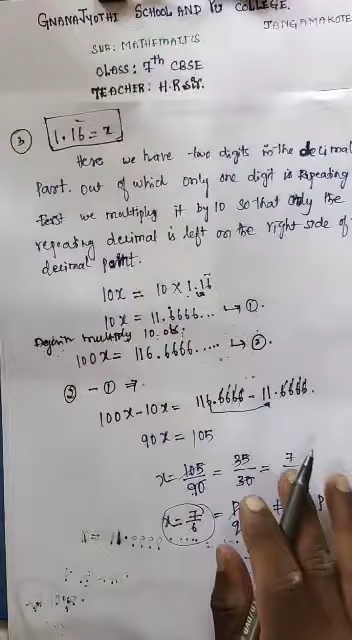 GNANAJYOTHI SCHOOL AND PU COLLEGE.
JANGAMAKOTE
SUB: MATHEMATICS
CLASS: 7th CBSE
TEACHER: H.R Sir.
③ 1.16̄ = x
Here we have two digits in the decimal
Part. out of which only one digit is repeating
First we multiply it by 10 so that only the
repeating decimal is left on the right side of
decimal point.
10x = 10 × 1.16̄
10x = 11.6666... ↳ ①.
Again multiply 10. obs:
100x = 116.6666..... ↳ ②.
② - ① ⇒
100x - 10x = 116.6666 - 11.6666.
90x = 105
x = 105/90 = 35/30 = 7/
x = 7/6 = P/q ≠